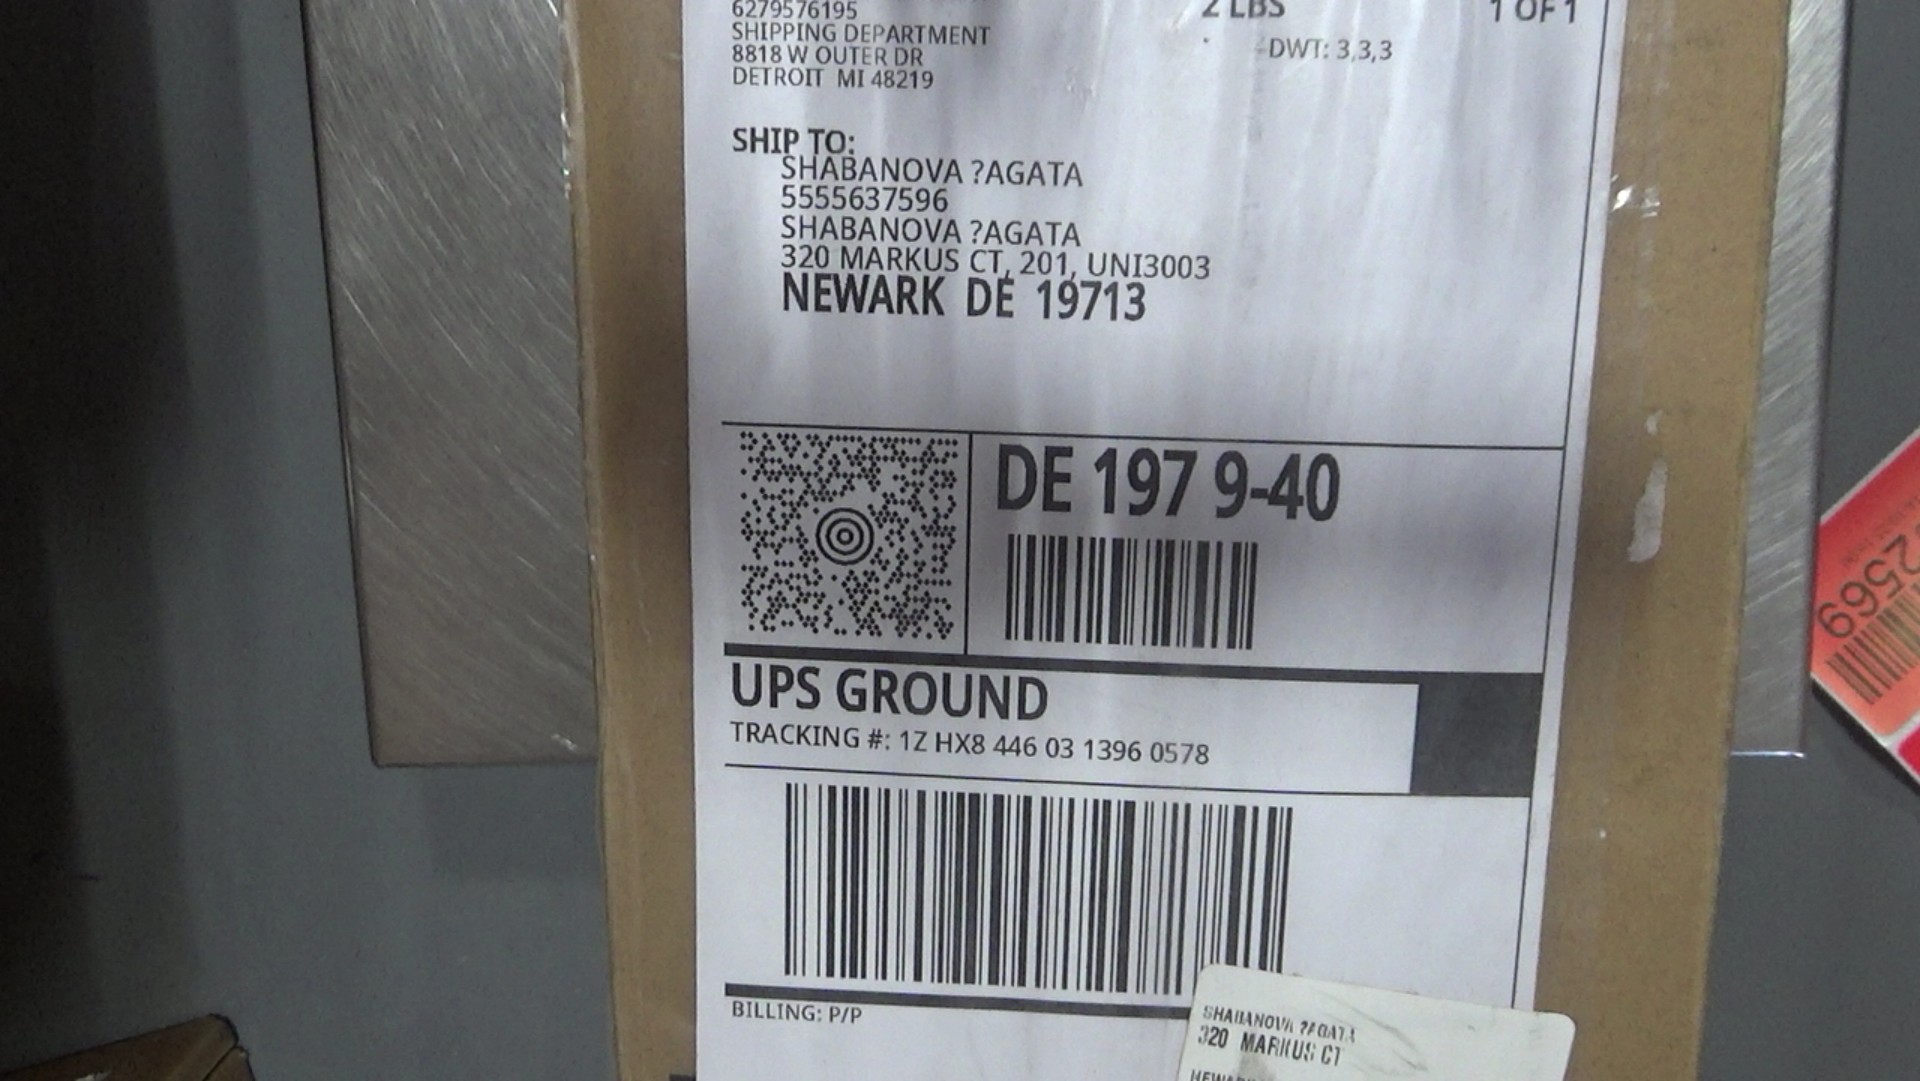 6279576195
SHIPPING DEPARTMENT
8818 W OUTER DR
DETROIT MI 48219
2 LBS
1 OF 1
DWT: 3,3,3
SHIP TO:
SHABANOVA ?AGATA
5555637596
SHABANOVA ?AGATA
320 MARKUS CT, 201, UNI3003
NEWARK DE 19713
DE 197 9-40
UPS GROUND
TRACKING #: 1Z HX8 446 03 1396 0578
BILLING: P/P
SHABANOVA ?AGATA
320 MARKUS CT
2569